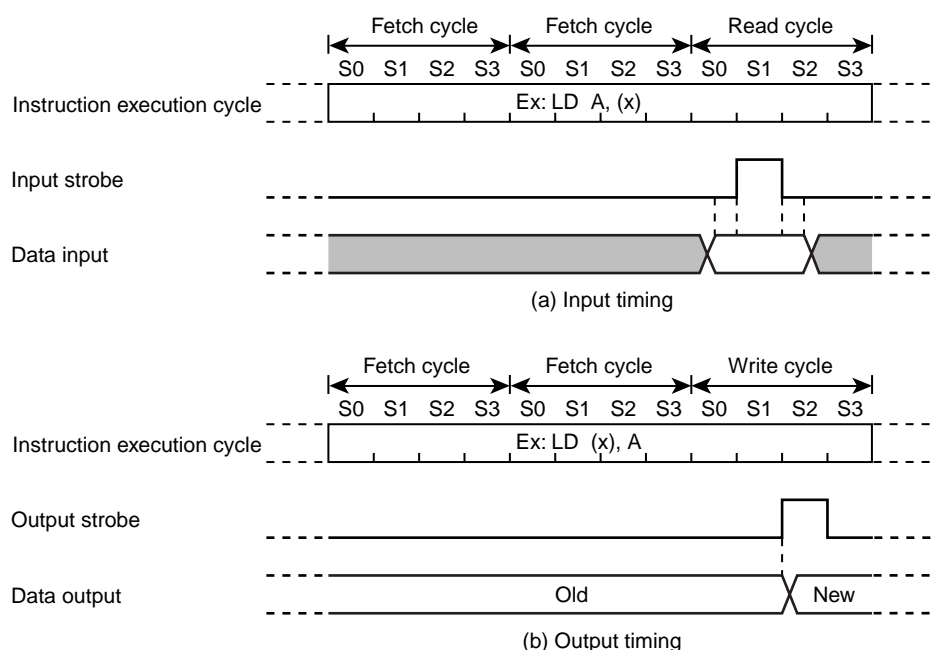 Fetch cycle Fetch cycle Read cycle
S0 S1 S2 S3 S0 S1 S2 S3 S0 S1 S2 S3
Instruction execution cycle Ex: LD A, (x)
Input strobe
Data input
(a) Input timing
Fetch cycle Fetch cycle Write cycle
S0 S1 S2 S3 S0 S1 S2 S3 S0 S1 S2 S3
Instruction execution cycle Ex: LD (x), A
Output strobe
Data output Old New
(b) Output timing